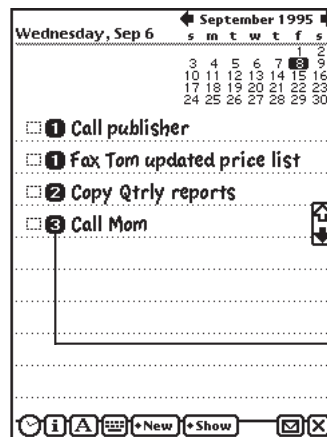 Wednesday, Sep 6
September 1995
s m t w t f s
1 2
3 4 5 6 7 8 9
10 11 12 13 14 15 16
17 18 19 20 21 22 23
24 25 26 27 28 29 30
1 Call publisher
1 Fax Tom updated price list
2 Copy Qtrly reports
3 Call Mom
i A New Show